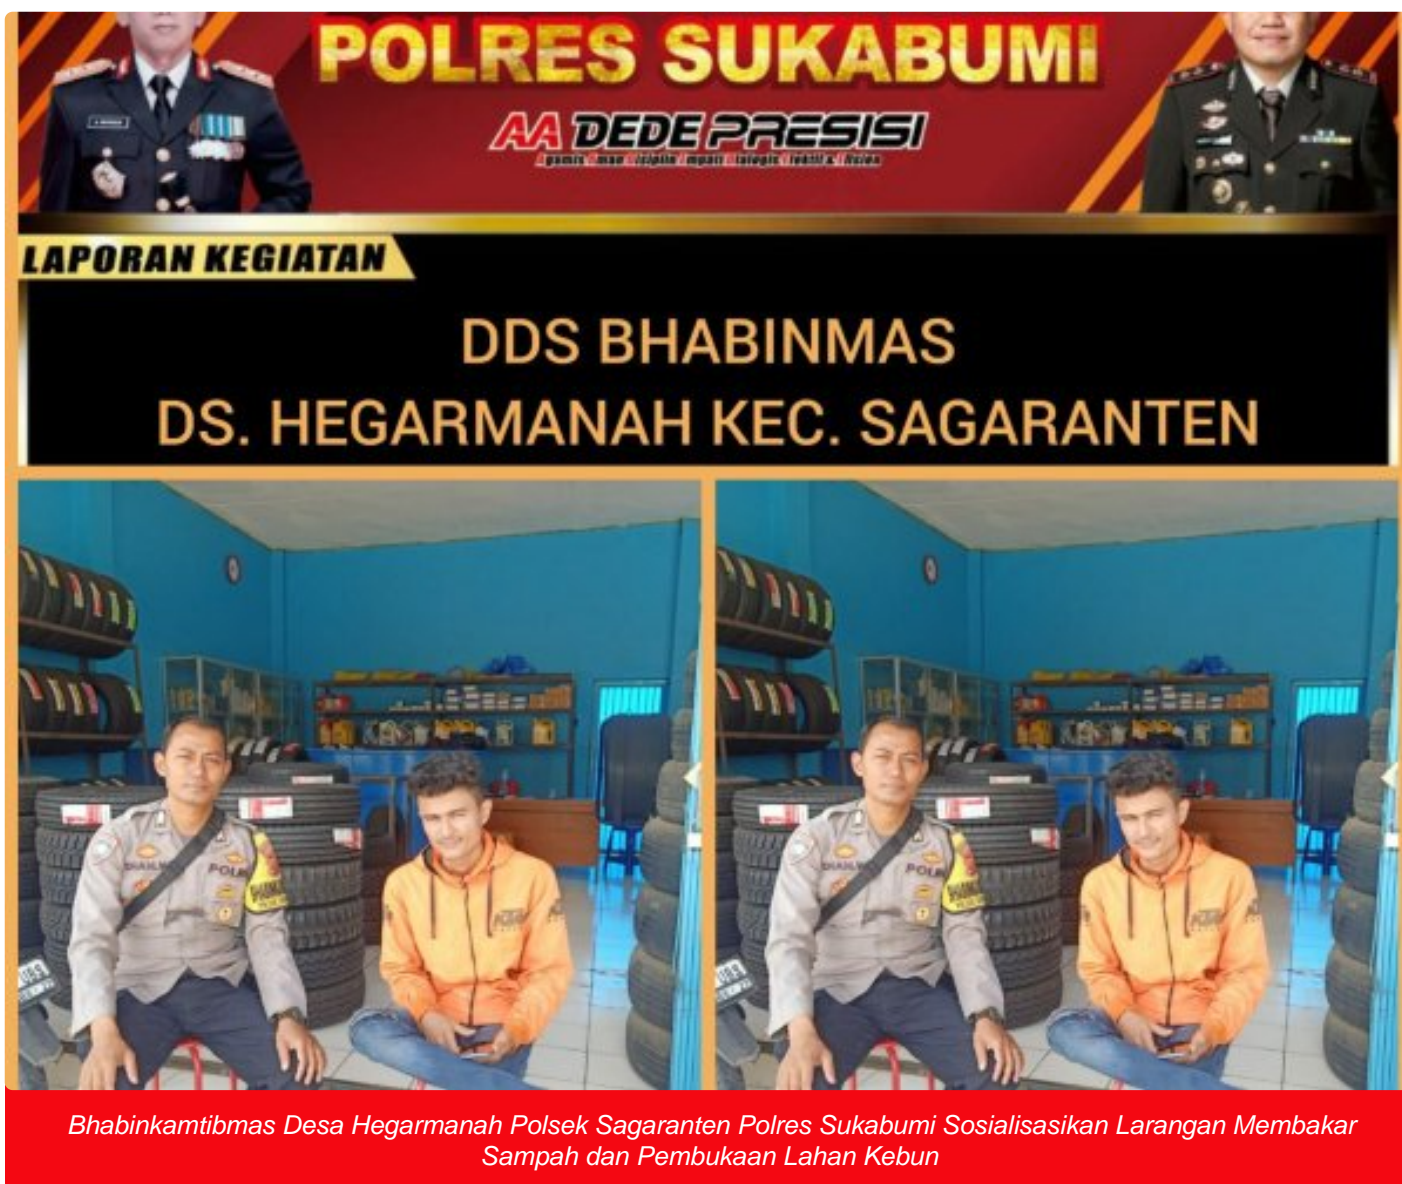 POLRES SUKABUMI
AA DEDE PRESISI
LAPORAN KEGIATAN
DDS BHABINMAS
DS. HEGARMANAH KEC. SAGARANTEN
POLRI
POLRI
Bhabinkamtibmas Desa Hegarmanah Polsek Sagaranten Polres Sukabumi Sosialisasikan Larangan Membakar
Sampah dan Pembukaan Lahan Kebun